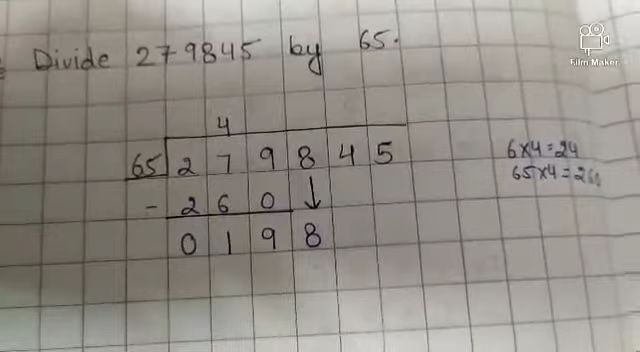 Divide 279845 by 65.
Film Maker
4
65 2 7 9 8 4 5
- 2 6 0 ↓
0 1 9 8
6x4=24
65x4=260